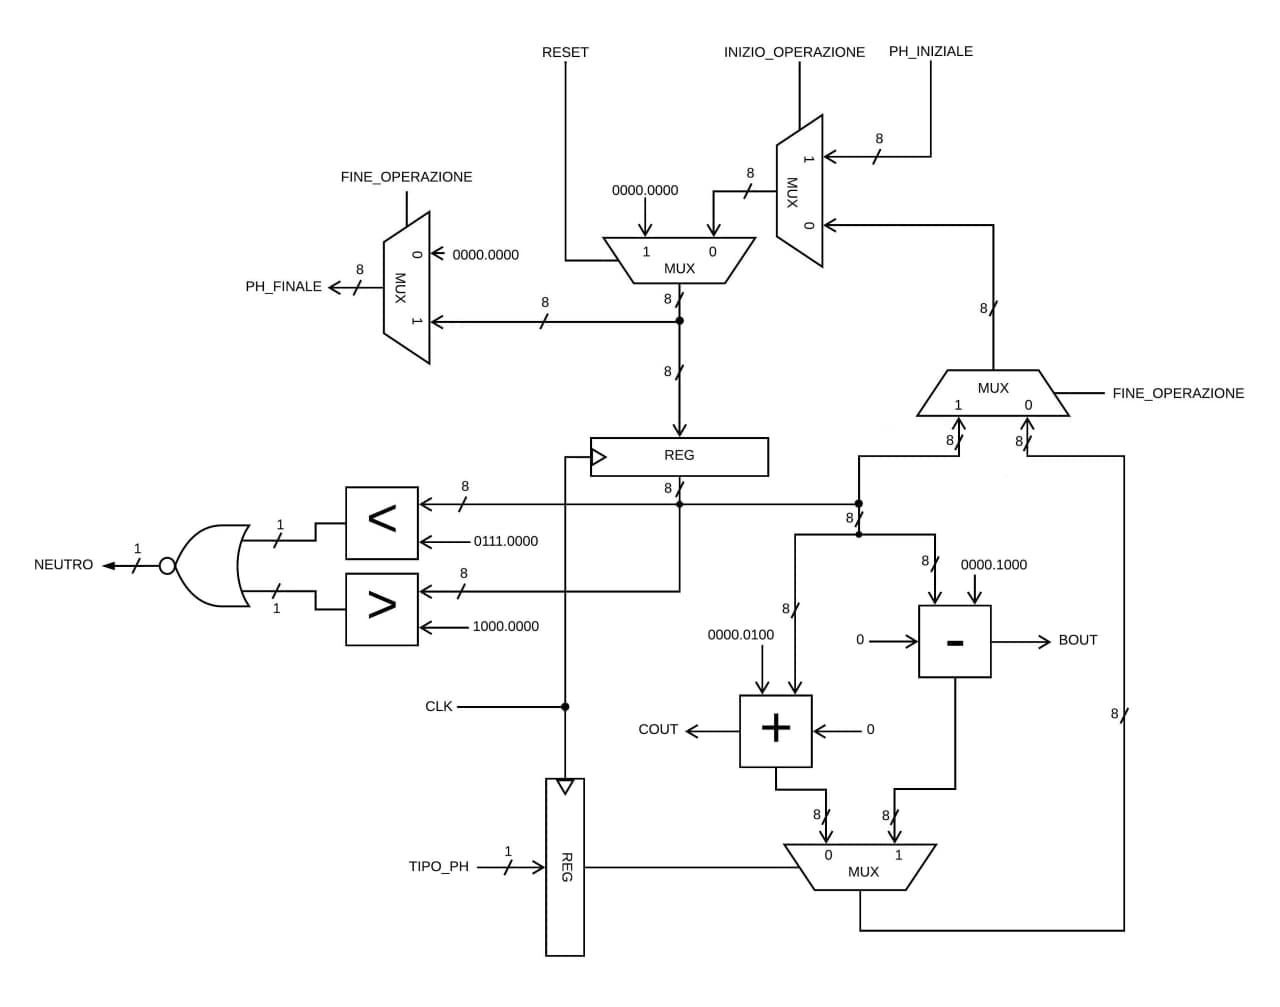 RESET
INIZIO_OPERAZIONE
PH_INIZIALE
8
1
MUX
0
8
0000.0000
FINE_OPERAZIONE
1 0
MUX
0
MUX
1
0000.0000
8
PH_FINALE
8
8
8
8
MUX
1 0
FINE_OPERAZIONE
8
8
REG
8
8
<
0111.0000
8
1
1
NEUTRO
1
>
8
1000.0000
8
0000.1000
0
-
BOUT
8
0000.0100
CLK
COUT
+
0
8
8
8
0 1
MUX
TIPO_PH
1
REG